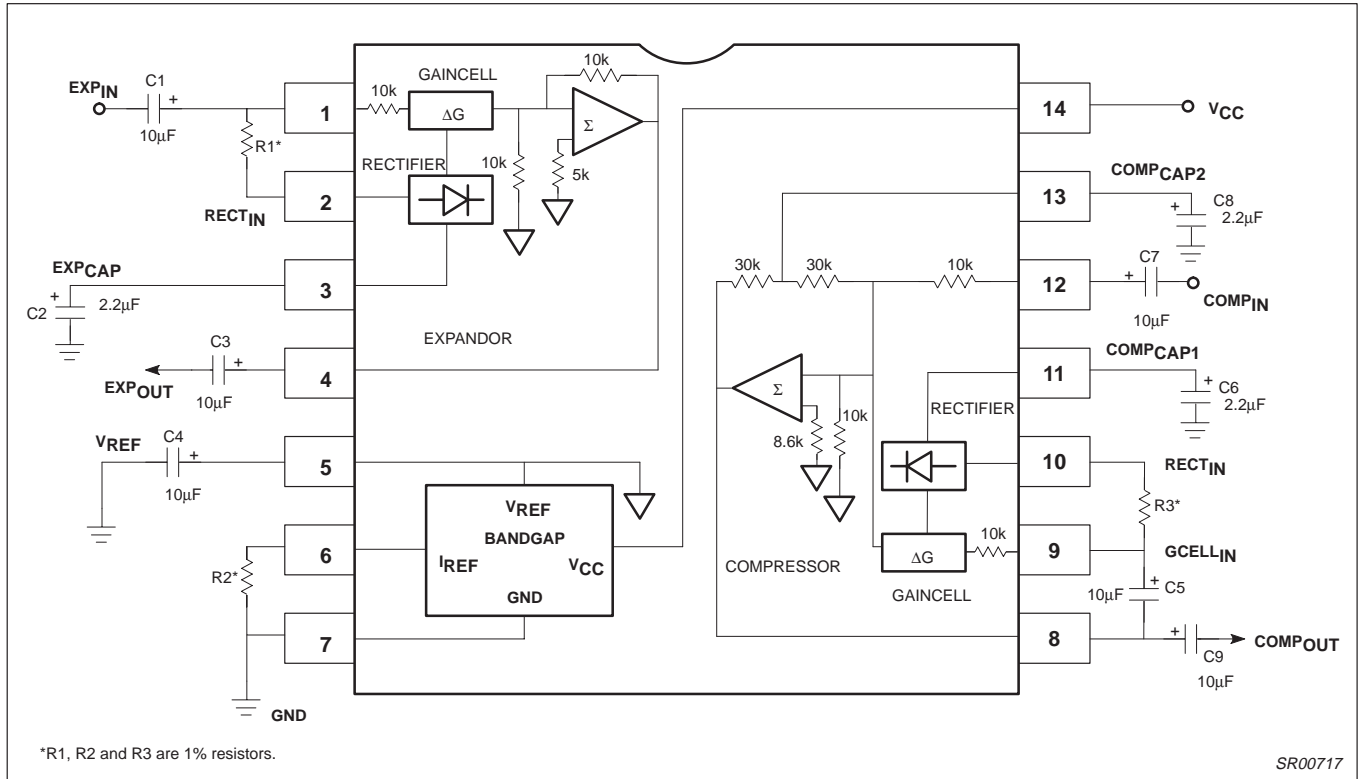 GAINCELL
10k
10k
ΔG
Σ
10k
5k
RECTIFIER
EXPIN
C1
+
10µF
R1*
1
2
RECTIN
EXPCAP
+
C2
2.2µF
3
EXPANDOR
C3
+
EXPOUT
10µF
4
VREF
C4
+
10µF
5
VREF
BANDGAP
IREF
VCC
GND
6
R2*
7
GND
14
VCC
13
COMPCAP2
+
C8
2.2µF
30k
30k
10k
12
C7
+
COMPIN
10µF
COMPCAP1
11
+
C6
2.2µF
Σ
10k
8.6k
RECTIFIER
10
RECTIN
R3*
10k
9
GCELLIN
COMPRESSOR
ΔG
GAINCELL
+
10µF
C5
8
+
COMPOUT
C9
10µF
*R1, R2 and R3 are 1% resistors.
SR00717